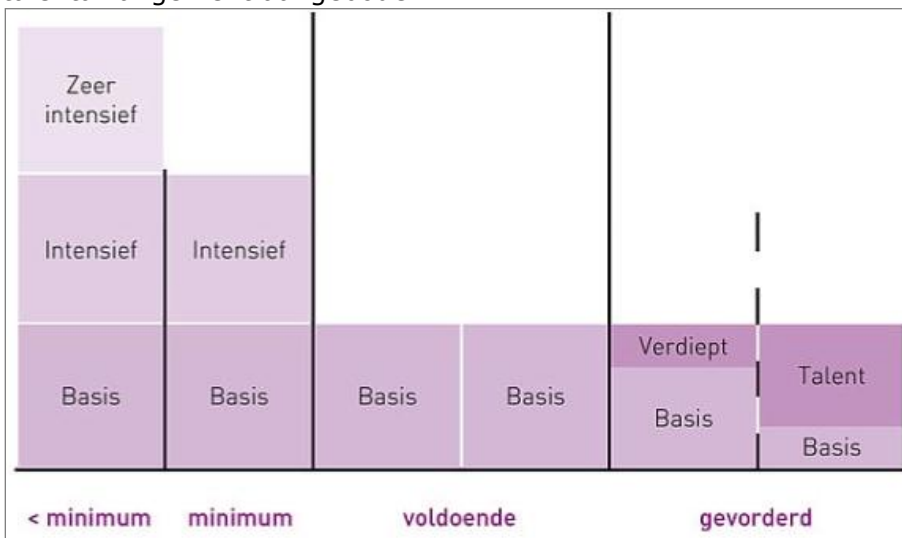 Zeer
intensief
Intensief
Intensief
Basis
Basis
Basis
Basis
Verdiept
Basis
Talent
Basis
< minimum
minimum
voldoende
gevorderd